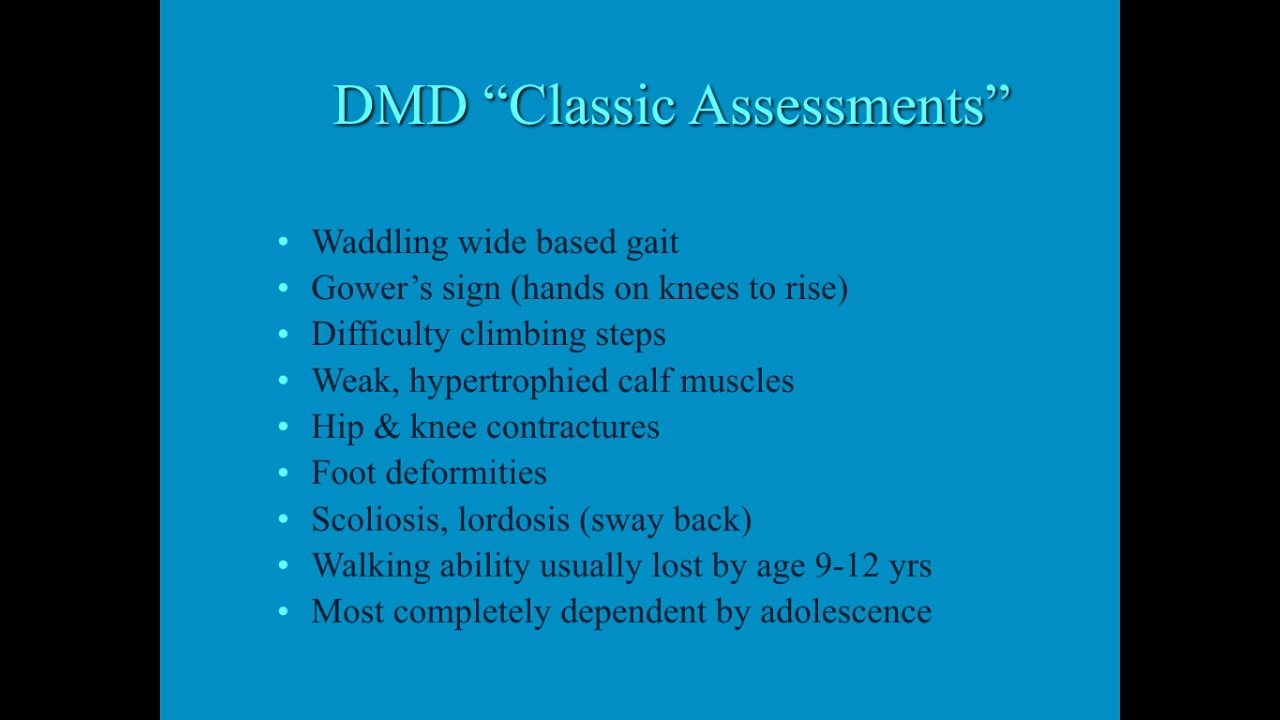 DMD “Classic Assessments”
• Waddling wide based gait
• Gower’s sign (hands on knees to rise)
• Difficulty climbing steps
• Weak, hypertrophied calf muscles
• Hip & knee contractures
• Foot deformities
• Scoliosis, lordosis (sway back)
• Walking ability usually lost by age 9-12 yrs
• Most completely dependent by adolescence